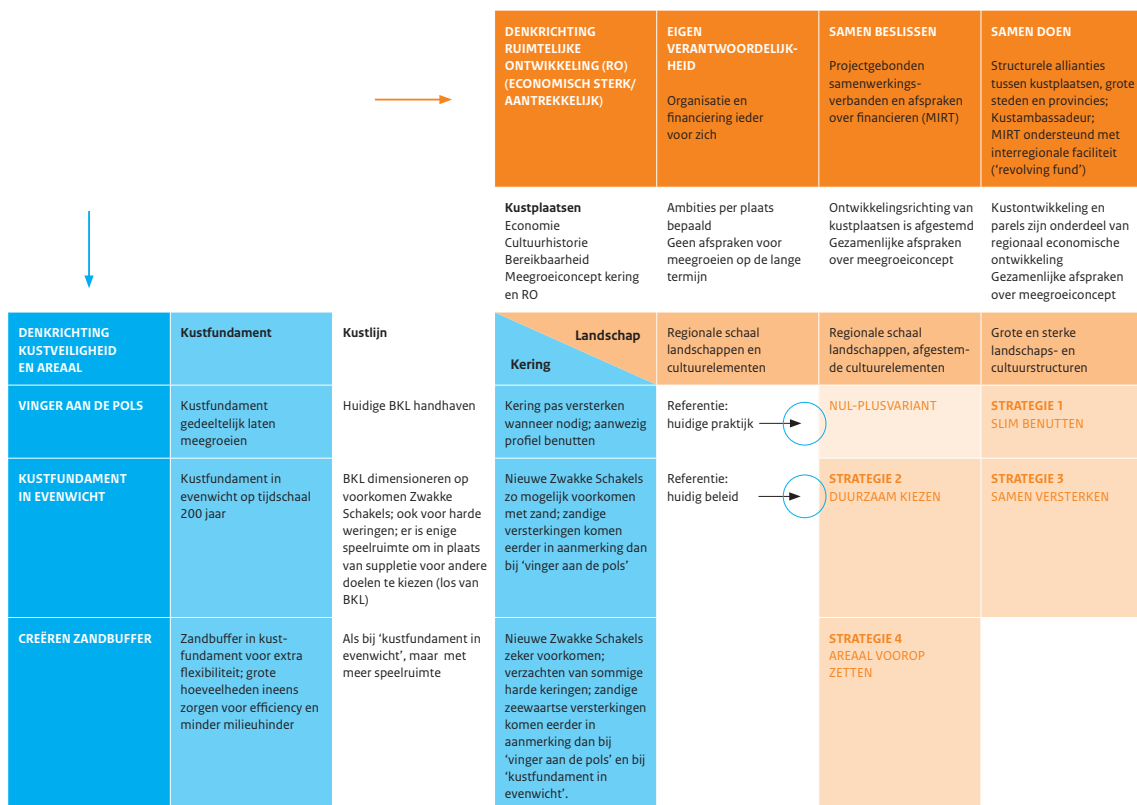 DENKRICHTING
RUIMTELIJKE
ONTWIKKELING (RO)
(ECONOMISCH STERK/
AANTREKKELIJK)
EIGEN
VERANTWOORDELIJK-
HEID
Organisatie en
financiering ieder
voor zich
SAMEN BESLISSEN
Projectgebonden
samenwerkings-
verbanden en afspraken
over financieren (MIRT)
SAMEN DOEN
Structurele allianties
tussen kustplaatsen, grote
steden en provincies;
Kustambassadeur;
MIRT ondersteund met
interregionale faciliteit
(‘revolving fund’)
Kustplaatsen
Economie
Cultuurhistorie
Bereikbaarheid
Meegroeiconcept kering
en RO
Ambities per plaats
bepaald
Geen afspraken voor
meegroeien op de lange
termijn
Ontwikkelingsrichting van
kustplaatsen is afgestemd
Gezamenlijke afspraken
over meegroeiconcept
Kustontwikkeling en
parels zijn onderdeel van
regionaal economische
ontwikkeling
Gezamenlijke afspraken
over meegroeiconcept
DENKRICHTING
KUSTVEILIGHEID
EN AREAAL
Kustfundament
Kustlijn
Landschap
Kering
Regionale schaal
landschappen en
cultuurelementen
Regionale schaal
landschappen, afgestem-
de cultuurelementen
Grote en sterke
landschaps- en
cultuurstructuren
VINGER AAN DE POLS
Kustfundament
gedeeltelijk laten
meegroeien
Huidige BKL handhaven
Kering pas versterken
wanneer nodig; aanwezig
profiel benutten
Referentie:
huidige praktijk
NUL-PLUSVARIANT
STRATEGIE 1
SLIM BENUTTEN
KUSTFUNDAMENT
IN EVENWICHT
Kustfundament in
evenwicht op tijdschaal
200 jaar
BKL dimensioneren op
voorkomen Zwakke
Schakels; ook voor harde
weringen; er is enige
speelruimte om in plaats
van suppletie voor andere
doelen te kiezen (los van
BKL)
Nieuwe Zwakke Schakels
zo mogelijk voorkomen
met zand; zandige
versterkingen komen
eerder in aanmerking dan
bij ‘vinger aan de pols’
Referentie:
huidig beleid
STRATEGIE 2
DUURZAAM KIEZEN
STRATEGIE 3
SAMEN VERSTERKEN
CREËREN ZANDBUFFER
Zandbuffer in kust-
fundament voor extra
flexibiliteit; grote
hoeveelheden ineens
zorgen voor efficiency en
minder milieuhinder
Als bij ‘kustfundament in
evenwicht’, maar met
meer speelruimte
Nieuwe Zwakke Schakels
zeker voorkomen;
verzachten van sommige
harde keringen; zandige
zeewaartse versterkingen
komen eerder in
aanmerking dan bij
‘vinger aan de pols’ en bij
‘kustfundament in
evenwicht’.
STRATEGIE 4
AREAAL VOOROP
ZETTEN